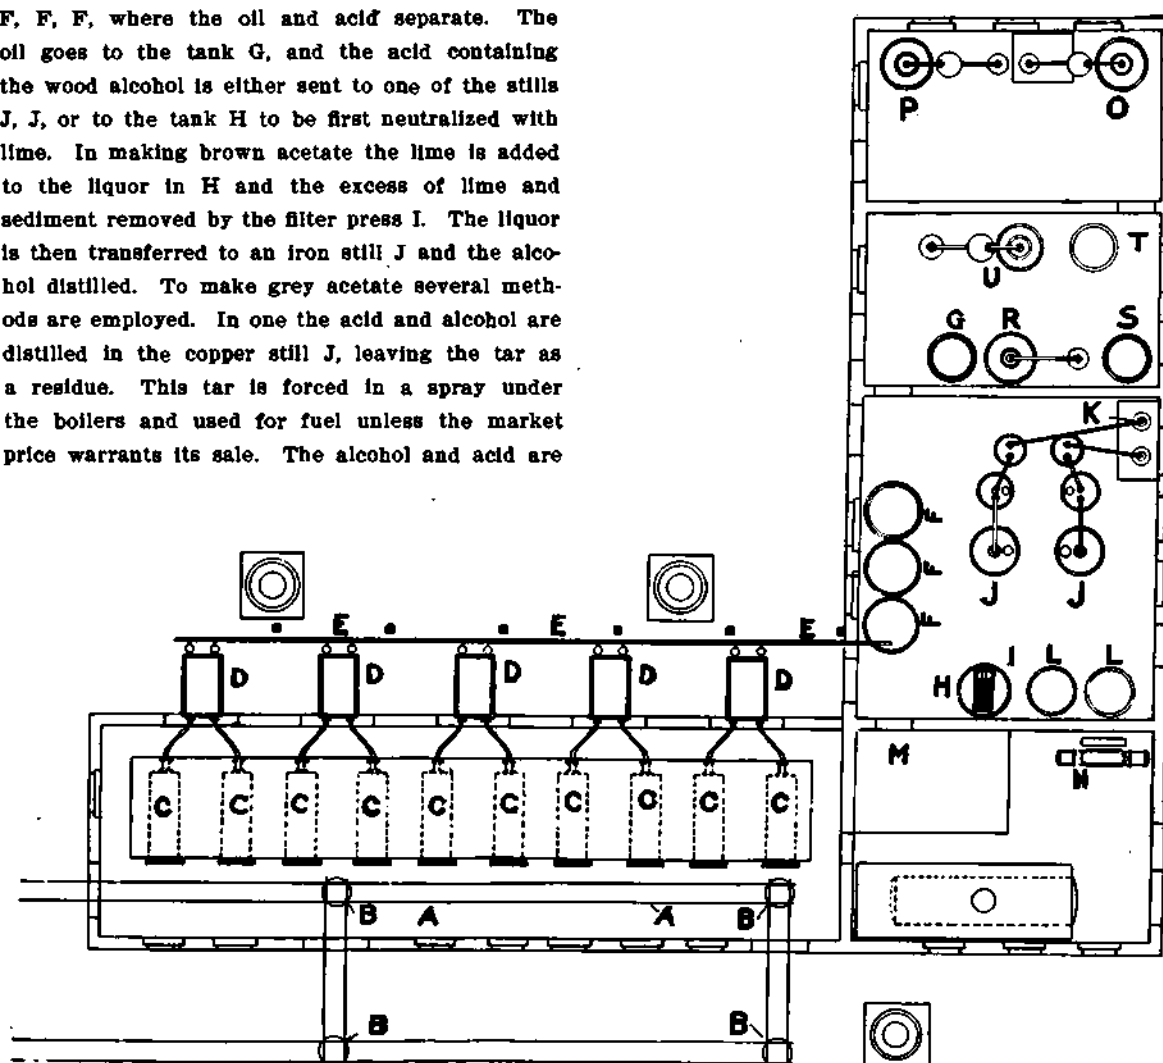 F, F, F, where the oil and acid separate. The
oil goes to the tank G, and the acid containing
the wood alcohol is either sent to one of the stills
J, J, or to the tank H to be first neutralized with
lime. In making brown acetate the lime is added
to the liquor in H and the excess of lime and
sediment removed by the filter press I. The liquor
is then transferred to an iron still J and the alco-
hol distilled. To make grey acetate several meth-
ods are employed. In one the acid and alcohol are
distilled in the copper still J, leaving the tar as
a residue. This tar is forced in a spray under
the boilers and used for fuel unless the market
price warrants its sale. The alcohol and acid are
P O
T
U
G R S
K
F
F
J J
F
E E E
D D D D D
H I L L
M N
C C C C C C C C C C
B A A B
B B